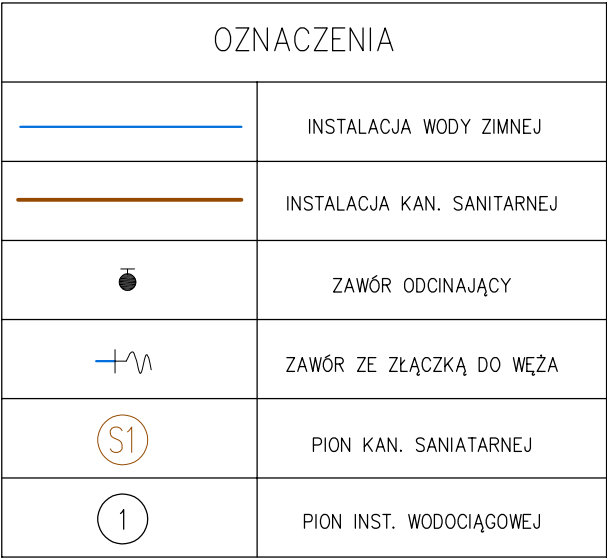 OZNACZENIA
INSTALACJA WODY ZIMNEJ
INSTALACJA KAN. SANITARNEJ
ZAWÓR ODCINAJĄCY
ZAWÓR ZE ZŁĄCZKĄ DO WĘŻA
S1 PION KAN. SANIATARNEJ
1 PION INST. WODOCIĄGOWEJ